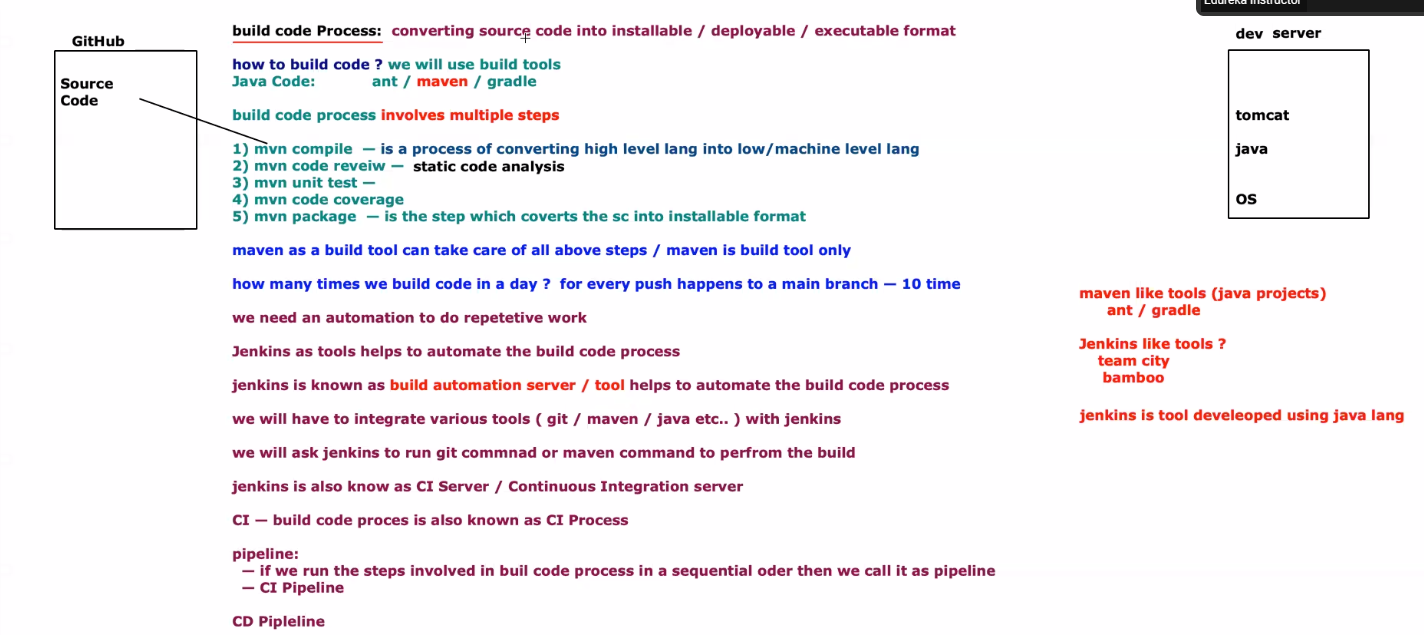 Edureka Instructor
GitHub
Source
Code
build code Process: converting source code into installable / deployable / executable format
how to build code ? we will use build tools
Java Code: ant / maven / gradle
build code process involves multiple steps
1) mvn compile — is a process of converting high level lang into low/machine level lang
2) mvn code reveiw — static code analysis
3) mvn unit test —
4) mvn code coverage
5) mvn package — is the step which coverts the sc into installable format
maven as a build tool can take care of all above steps / maven is build tool only
how many times we build code in a day ? for every push happens to a main branch — 10 time
we need an automation to do repetetive work
Jenkins as tools helps to automate the build code process
jenkins is known as build automation server / tool helps to automate the build code process
we will have to integrate various tools ( git / maven / java etc.. ) with jenkins
we will ask jenkins to run git commnad or maven command to perfrom the build
jenkins is also know as CI Server / Continuous Integration server
CI — build code proces is also known as CI Process
pipeline:
— if we run the steps involved in buil code process in a sequential oder then we call it as pipeline
— CI Pipeline
CD Pipleline
dev server
tomcat
java
OS
maven like tools (java projects)
ant / gradle
Jenkins like tools ?
team city
bamboo
jenkins is tool develeoped using java lang